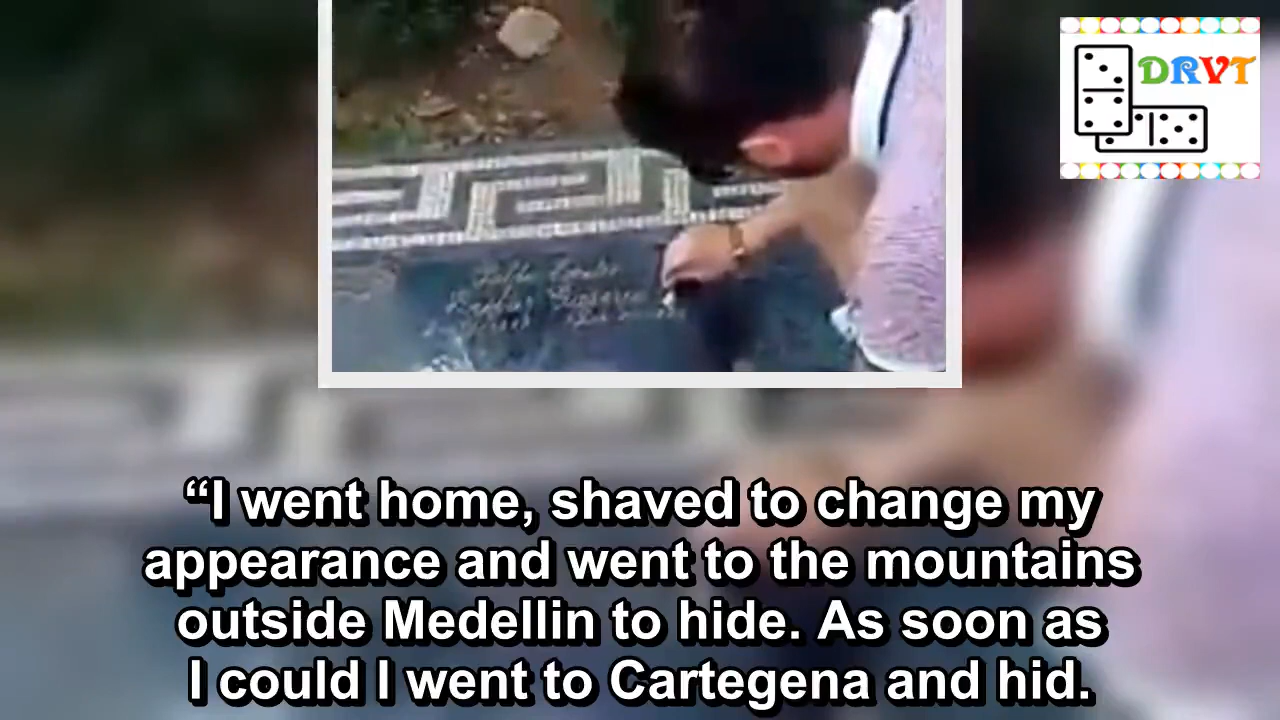 DRVT
“I went home, shaved to change my
appearance and went to the mountains
outside Medellin to hide. As soon as
I could I went to Cartegena and hid.